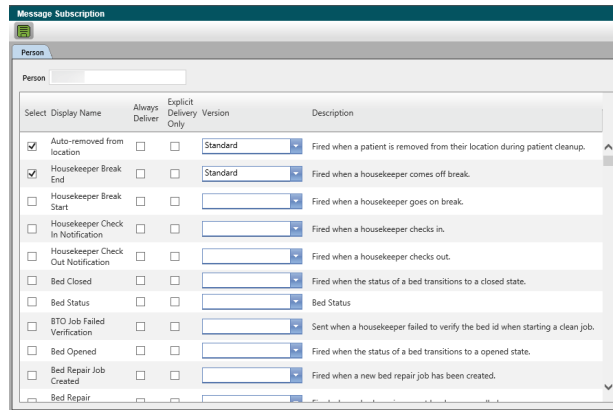 Message Subscription
Person
Person
Explicit
Always Delivery Version
Select Display Name Deliver Only Description
Auto-removed from location Standard Fired when a patient is removed from their location during patient cleanup.
Housekeeper Break End Standard Fired when a housekeeper comes off break.
Housekeeper Break Start Fired when a housekeeper goes on break.
Housekeeper Check In Notification Fired when a housekeeper checks in.
Housekeeper Check Out Notification Fired when a housekeeper checks out.
Bed Closed Fired when the status of a bed transitions to a closed state.
Bed Status Bed Status
BTO Job Failed Verification Sent when a housekeeper failed to verify the bed id when starting a clean job.
Bed Opened Fired when the status of a bed transitions to a opened state.
Bed Repair Job Created Fired when a new bed repair job has been created.
Bed Repair